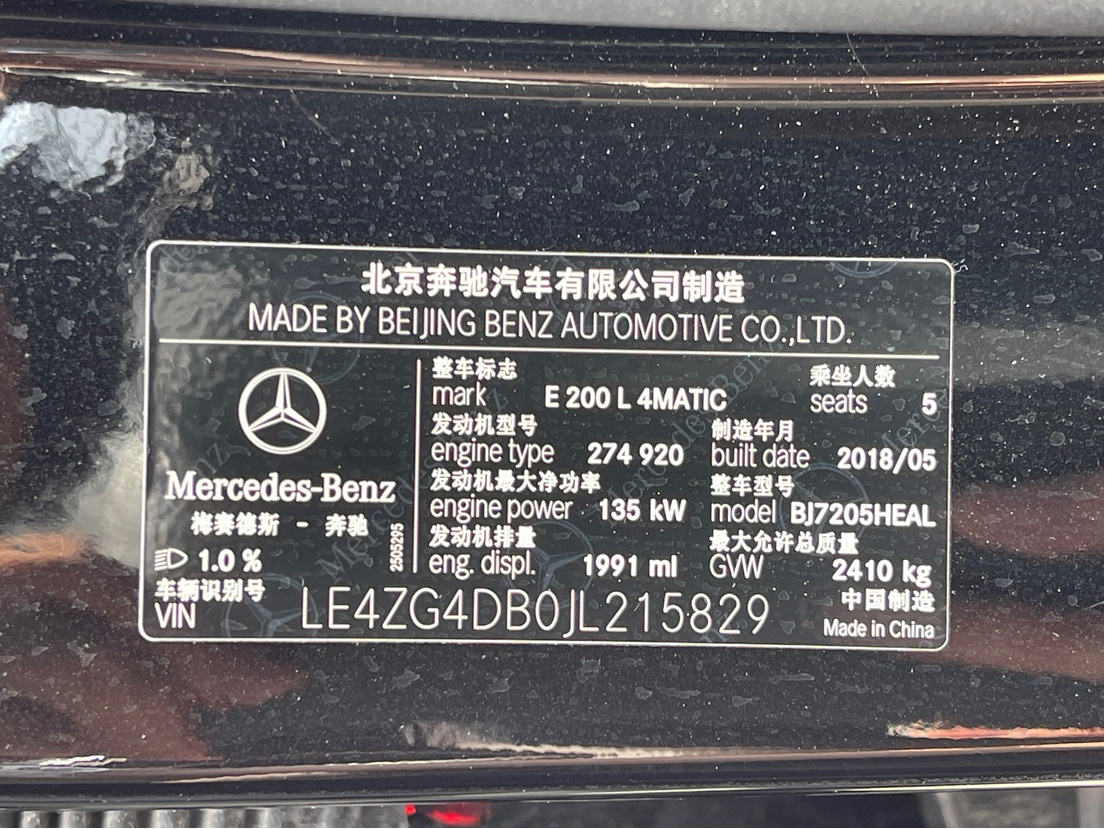 北京奔驰汽车有限公司制造
MADE BY BEIJING BENZ AUTOMOTIVE CO.,LTD.
Mercedes-Benz
梅赛德斯 - 奔驰
1.0 %
2505295
整车标志
mark E 200 L 4MATIC
乘坐人数
seats 5
发动机型号
engine type 274 920
制造年月
built date 2018/05
发动机最大净功率
engine power 135 kW
整车型号
model BJ7205HEAL
发动机排量
eng. displ. 1991 ml
最大允许总质量
GVW 2410 kg
车辆识别号
VIN LE4ZG4DB0JL215829
中国制造
Made in China